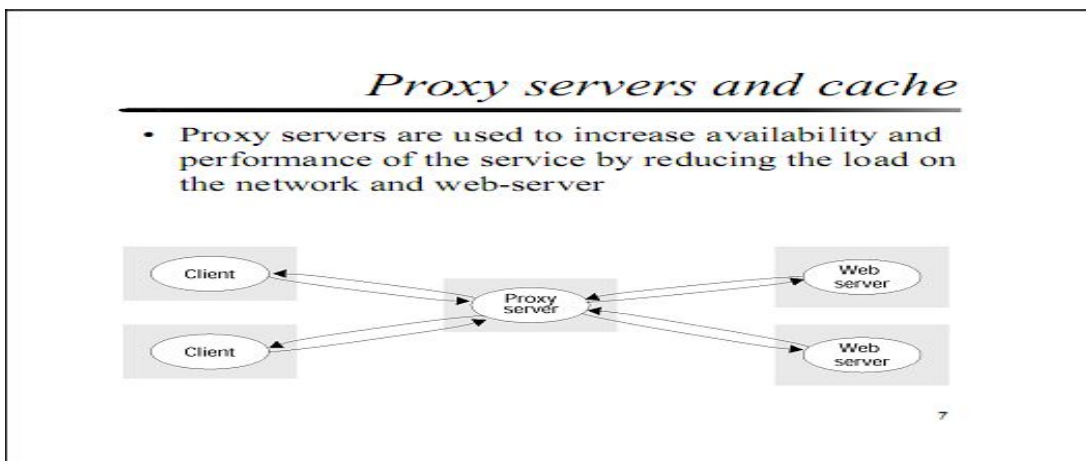 Proxy servers and cache
• Proxy servers are used to increase availability and
performance of the service by reducing the load on
the network and web-server
Client
Proxy
server
Web
server
Client
Web
server
7